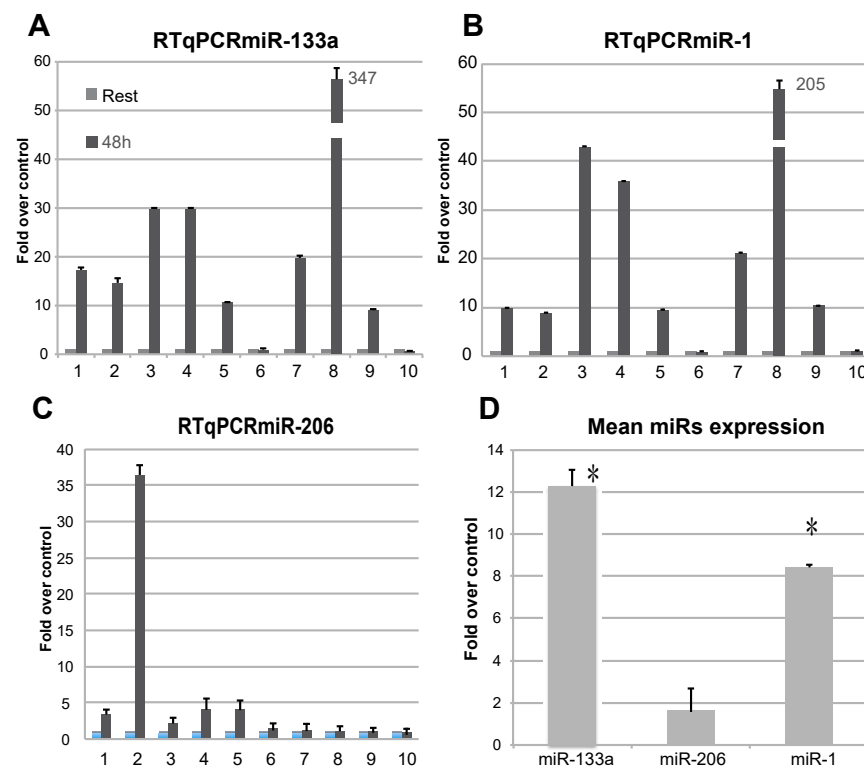 A
RTqPCRmiR-133a
Fold over control
60
50
40
30
20
10
0
Rest
48h
347
1 2 3 4 5 6 7 8 9 10
B
RTqPCRmiR-1
Fold over control
60
50
40
30
20
10
0
205
1 2 3 4 5 6 7 8 9 10
C
RTqPCRmiR-206
Fold over control
40
35
30
25
20
15
10
5
0
1 2 3 4 5 6 7 8 9 10
D
Mean miRs expression
Fold over control
14
12
10
8
6
4
2
0
*
*
miR-133a miR-206 miR-1